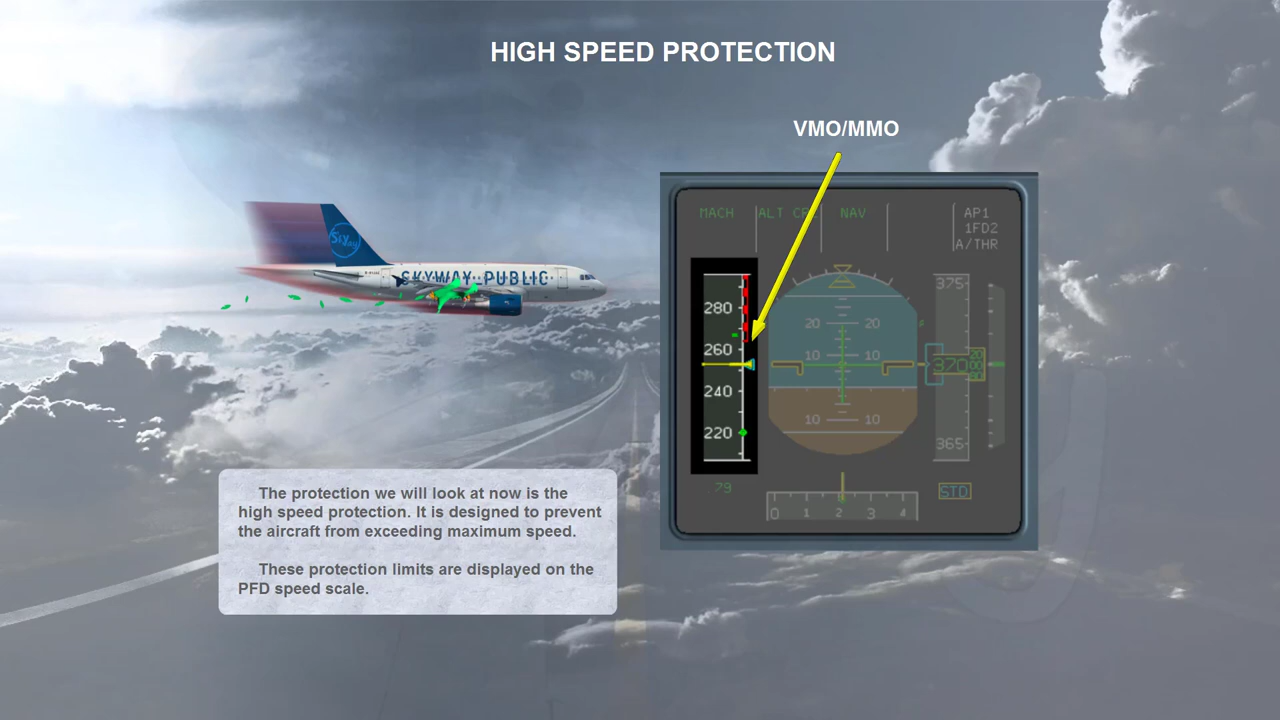 HIGH SPEED PROTECTION
VMO/MMO
MACH
NAV
AP1
1FD2
A/THR
SKYWAY PUBLIC
280
260
240
220
.79
20 20
10 10
10 10
375
370
365
STD
0 1 2 3 4
The protection we will look at now is the
high speed protection. It is designed to prevent
the aircraft from exceeding maximum speed.
These protection limits are displayed on the
PFD speed scale.